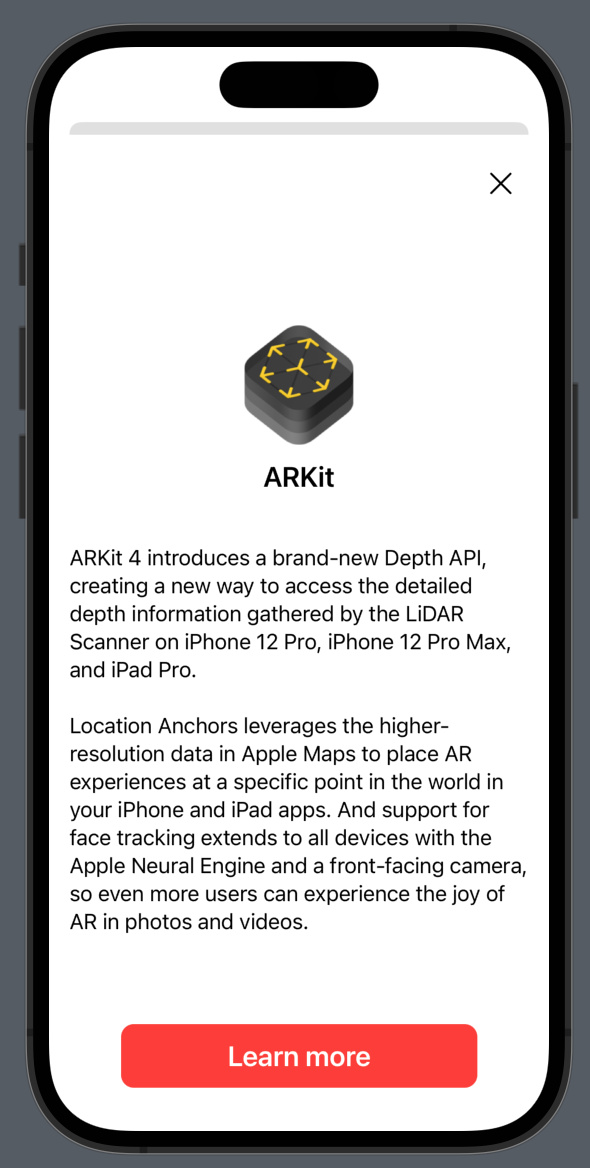 ARKit
ARKit 4 introduces a brand-new Depth API,
creating a new way to access the detailed
depth information gathered by the LiDAR
Scanner on iPhone 12 Pro, iPhone 12 Pro Max,
and iPad Pro.
Location Anchors leverages the higher-
resolution data in Apple Maps to place AR
experiences at a specific point in the world in
your iPhone and iPad apps. And support for
face tracking extends to all devices with the
Apple Neural Engine and a front-facing camera,
so even more users can experience the joy of
AR in photos and videos.
Learn more